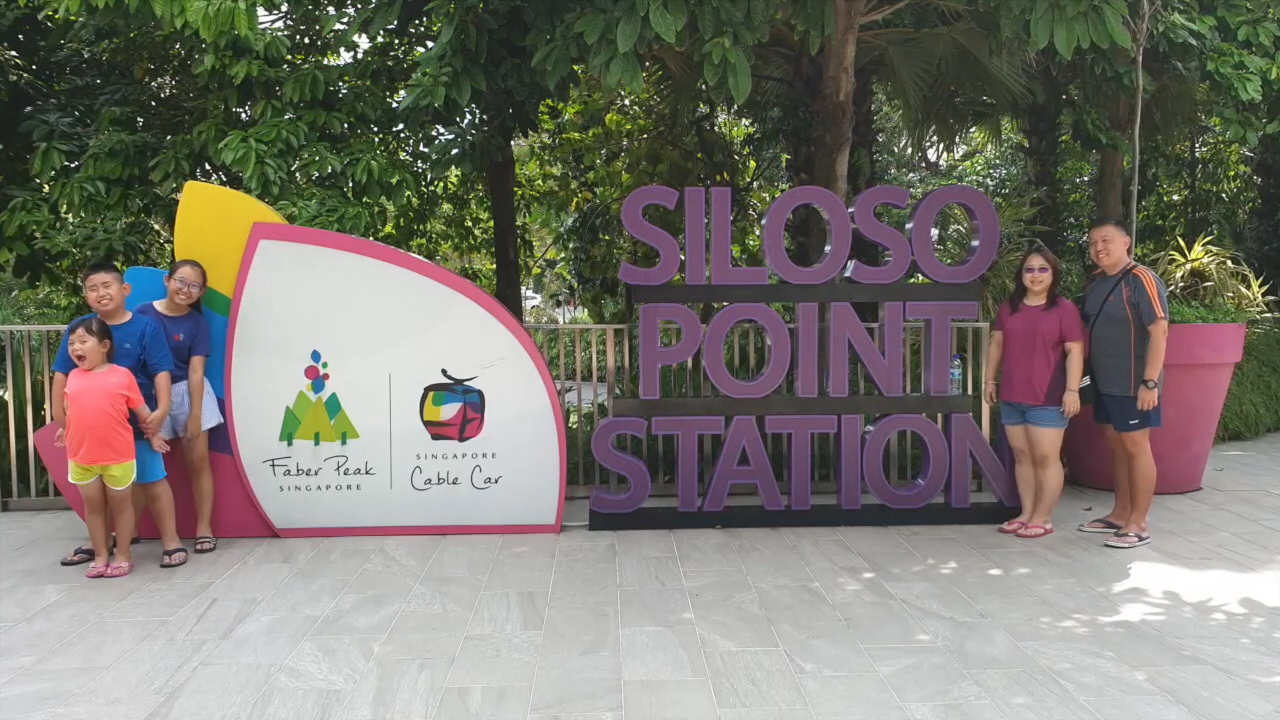 Faber Peak
SINGAPORE
SINGAPORE
Cable Car
SILOSO
POINT
STATION